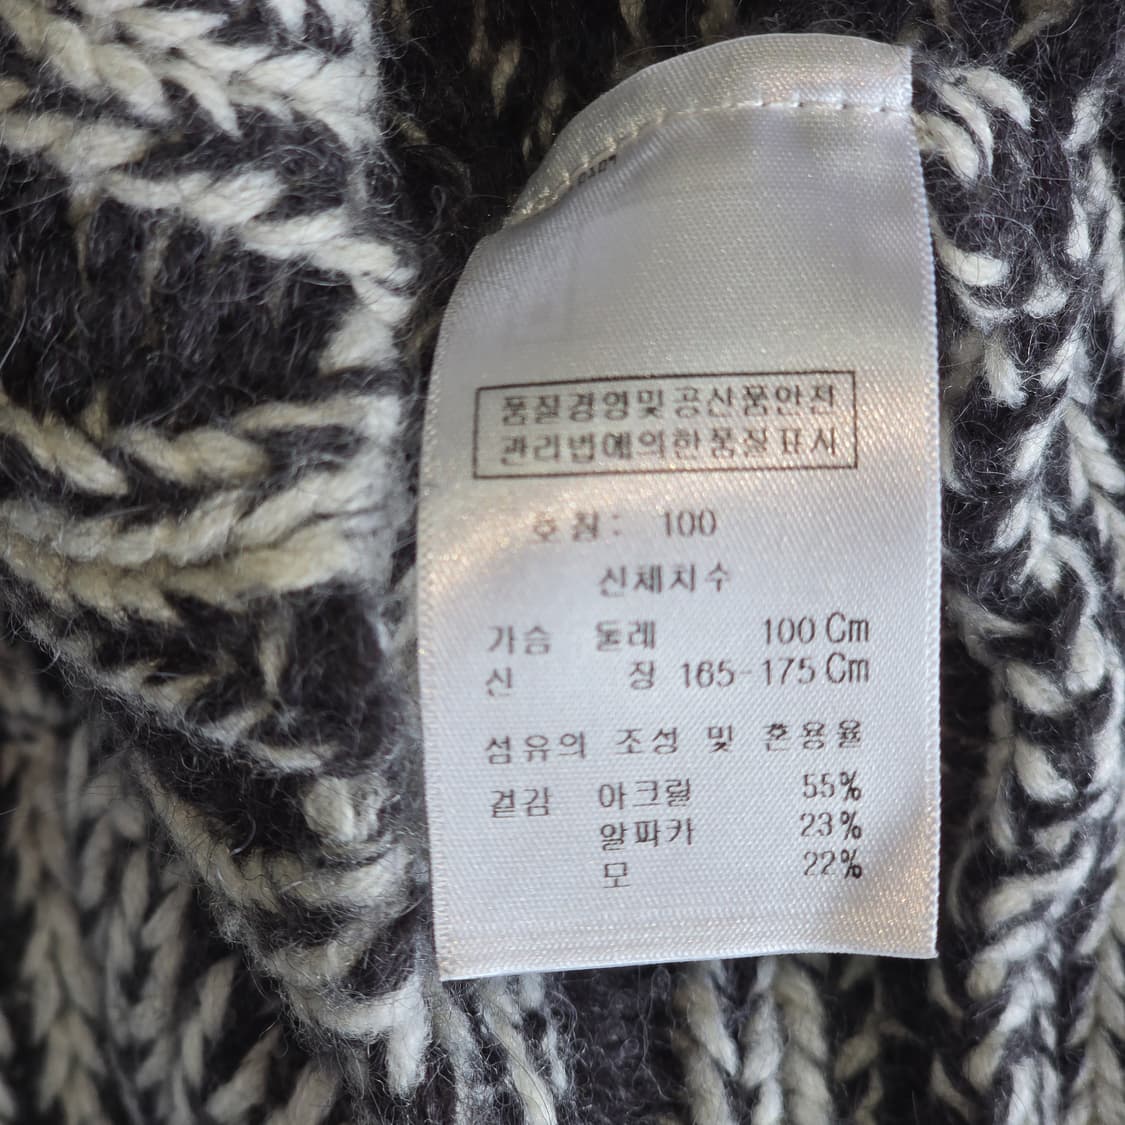 품질경영및공산품안전
관리법에의한품질표시
호칭: 100
신체치수
가슴 둘레 100 Cm
신 장 165-175 Cm
섬유의 조성 및 혼용율
겉감 아크릴 55%
알파카 23%
모 22%